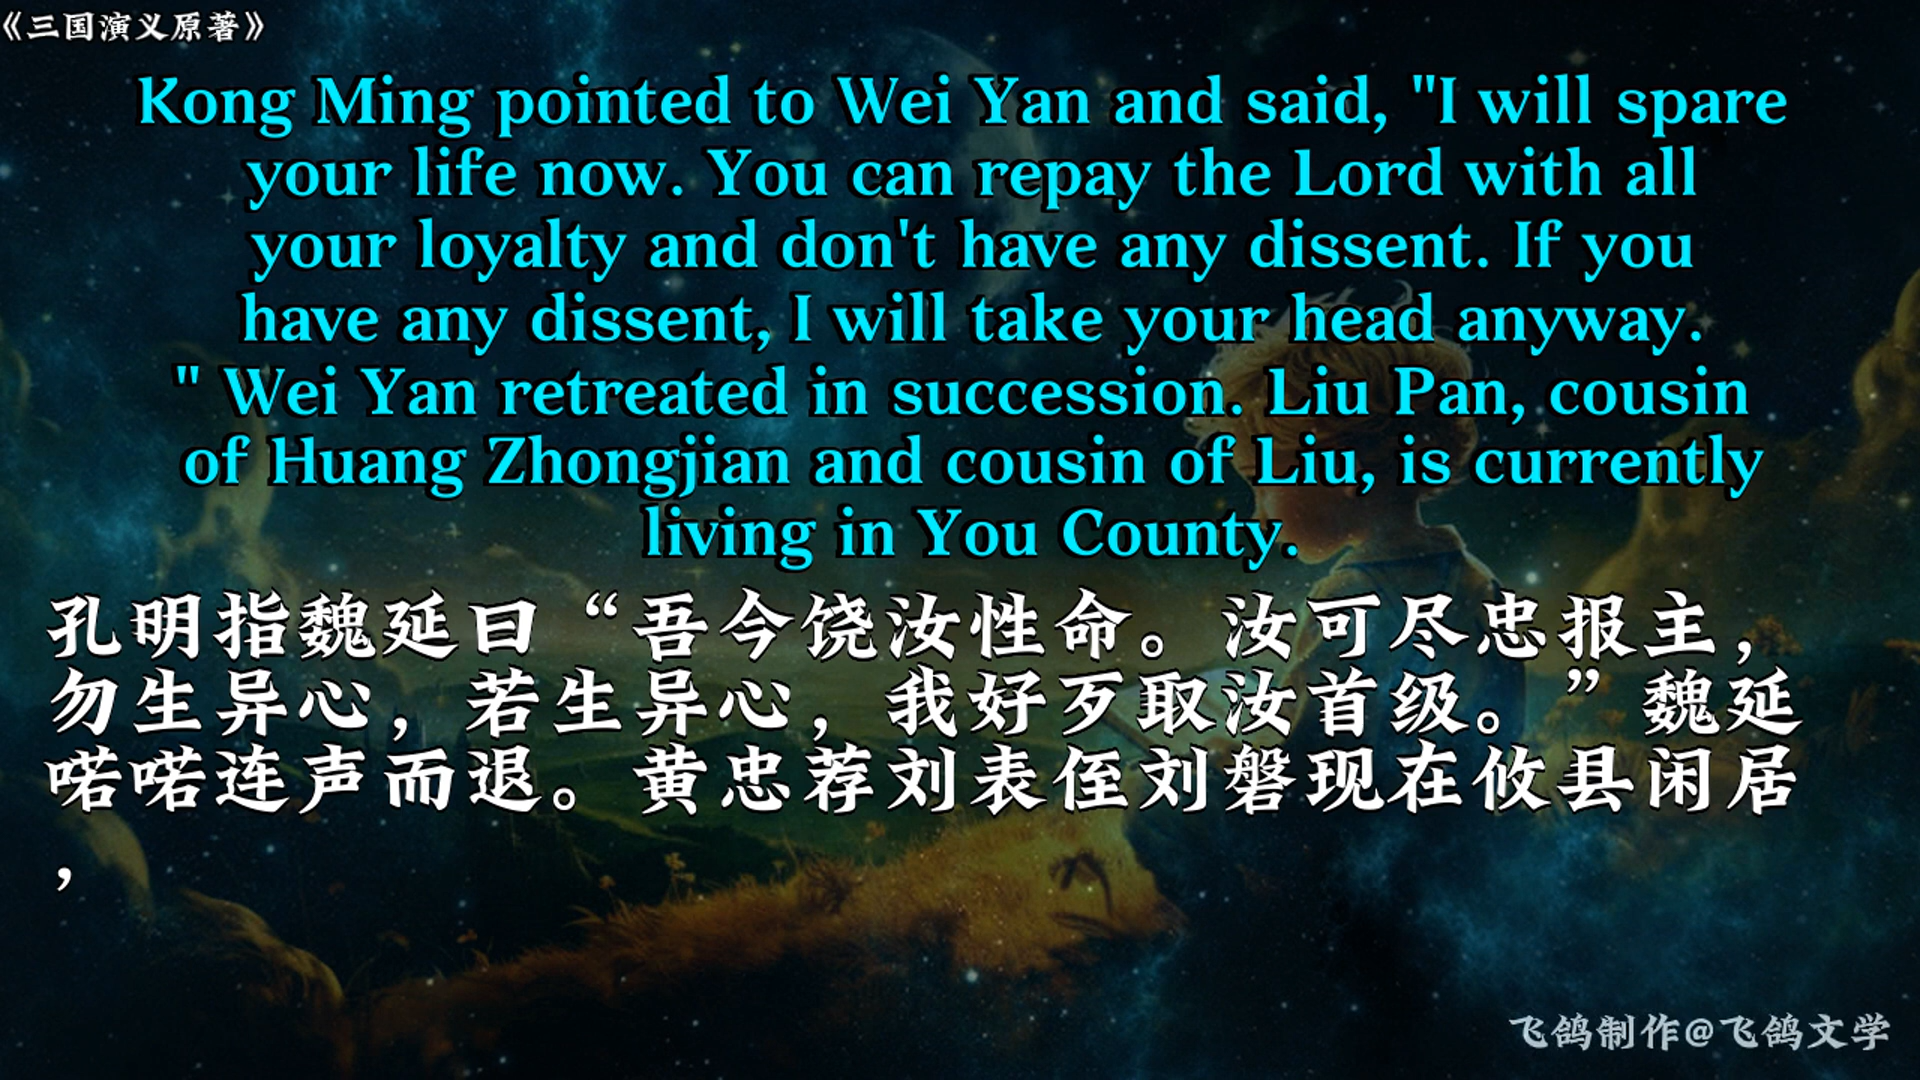 《三国演义原著》
Kong Ming pointed to Wei Yan and said, "I will spare
your life now. You can repay the Lord with all
your loyalty and don't have any dissent. If you
have any dissent, I will take your head anyway.
" Wei Yan retreated in succession. Liu Pan, cousin
of Huang Zhongjian and cousin of Liu, is currently
living in You County.
孔明指魏延曰“吾今饶汝性命。汝可尽忠报主，
勿生异心，若生异心，我好歹取汝首级。”魏延
喏喏连声而退。黄忠荐刘表侄刘磐现在攸县闲居
，
飞鸽制作@飞鸽文学